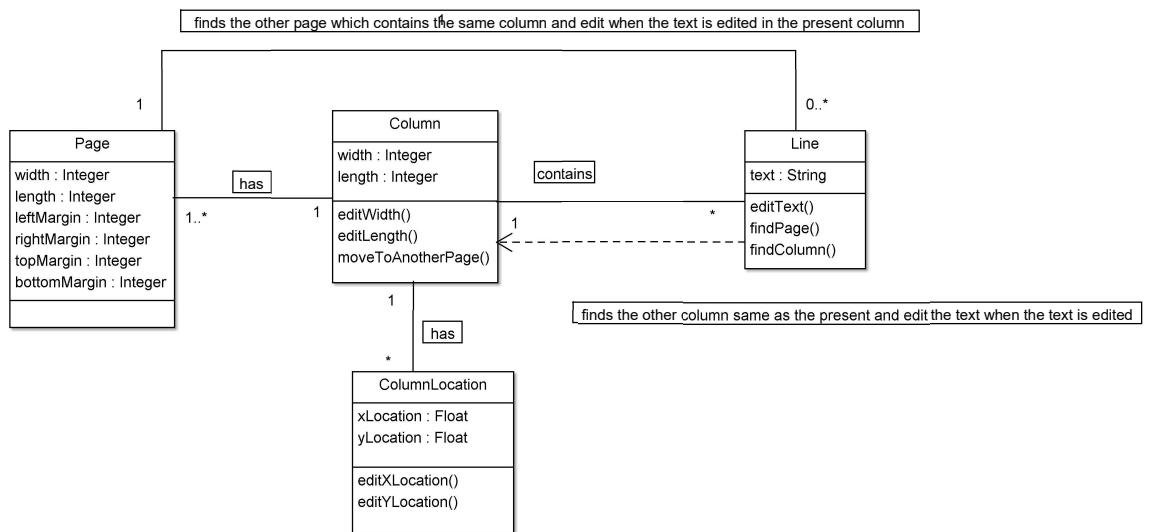 finds the other page which contains the same column and edit when the text is edited in the present column
1
1
0..*
Page
width : Integer
length : Integer
leftMargin : Integer
rightMargin : Integer
topMargin : Integer
bottomMargin : Integer
has
1..*
1
Column
width : Integer
length : Integer
editWidth()
editLength()
moveToAnotherPage()
contains
1
*
Line
text : String
editText()
findPage()
findColumn()
finds the other column same as the present and edit the text when the text is edited
1
has
*
ColumnLocation
xLocation : Float
yLocation : Float
editXLocation()
editYLocation()